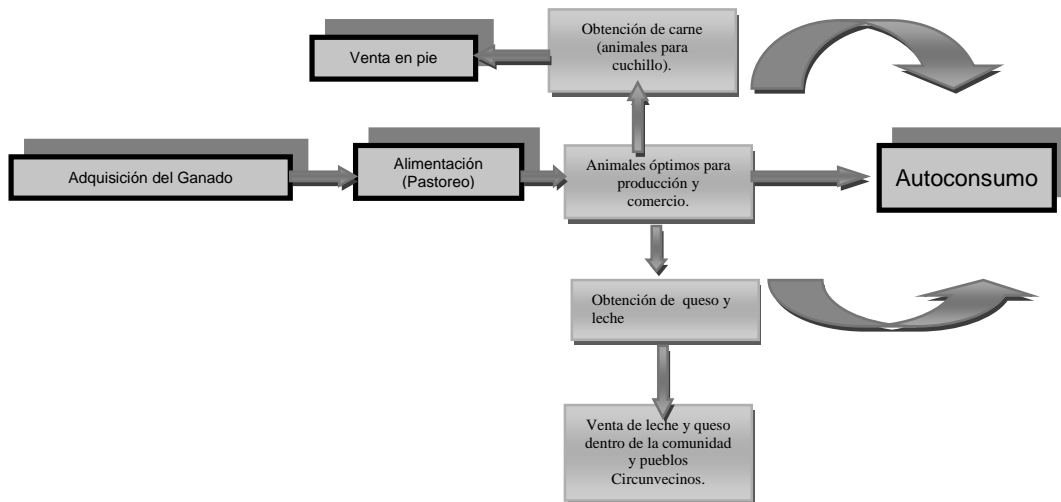 Obtención de carne
(animales para
cuchillo).
Venta en pie
Adquisición del Ganado
Alimentación
(Pastoreo)
Animales óptimos para
producción y
comercio.
Autoconsumo
Obtención de queso y
leche
Venta de leche y queso
dentro de la comunidad
y pueblos
Circunvecinos.